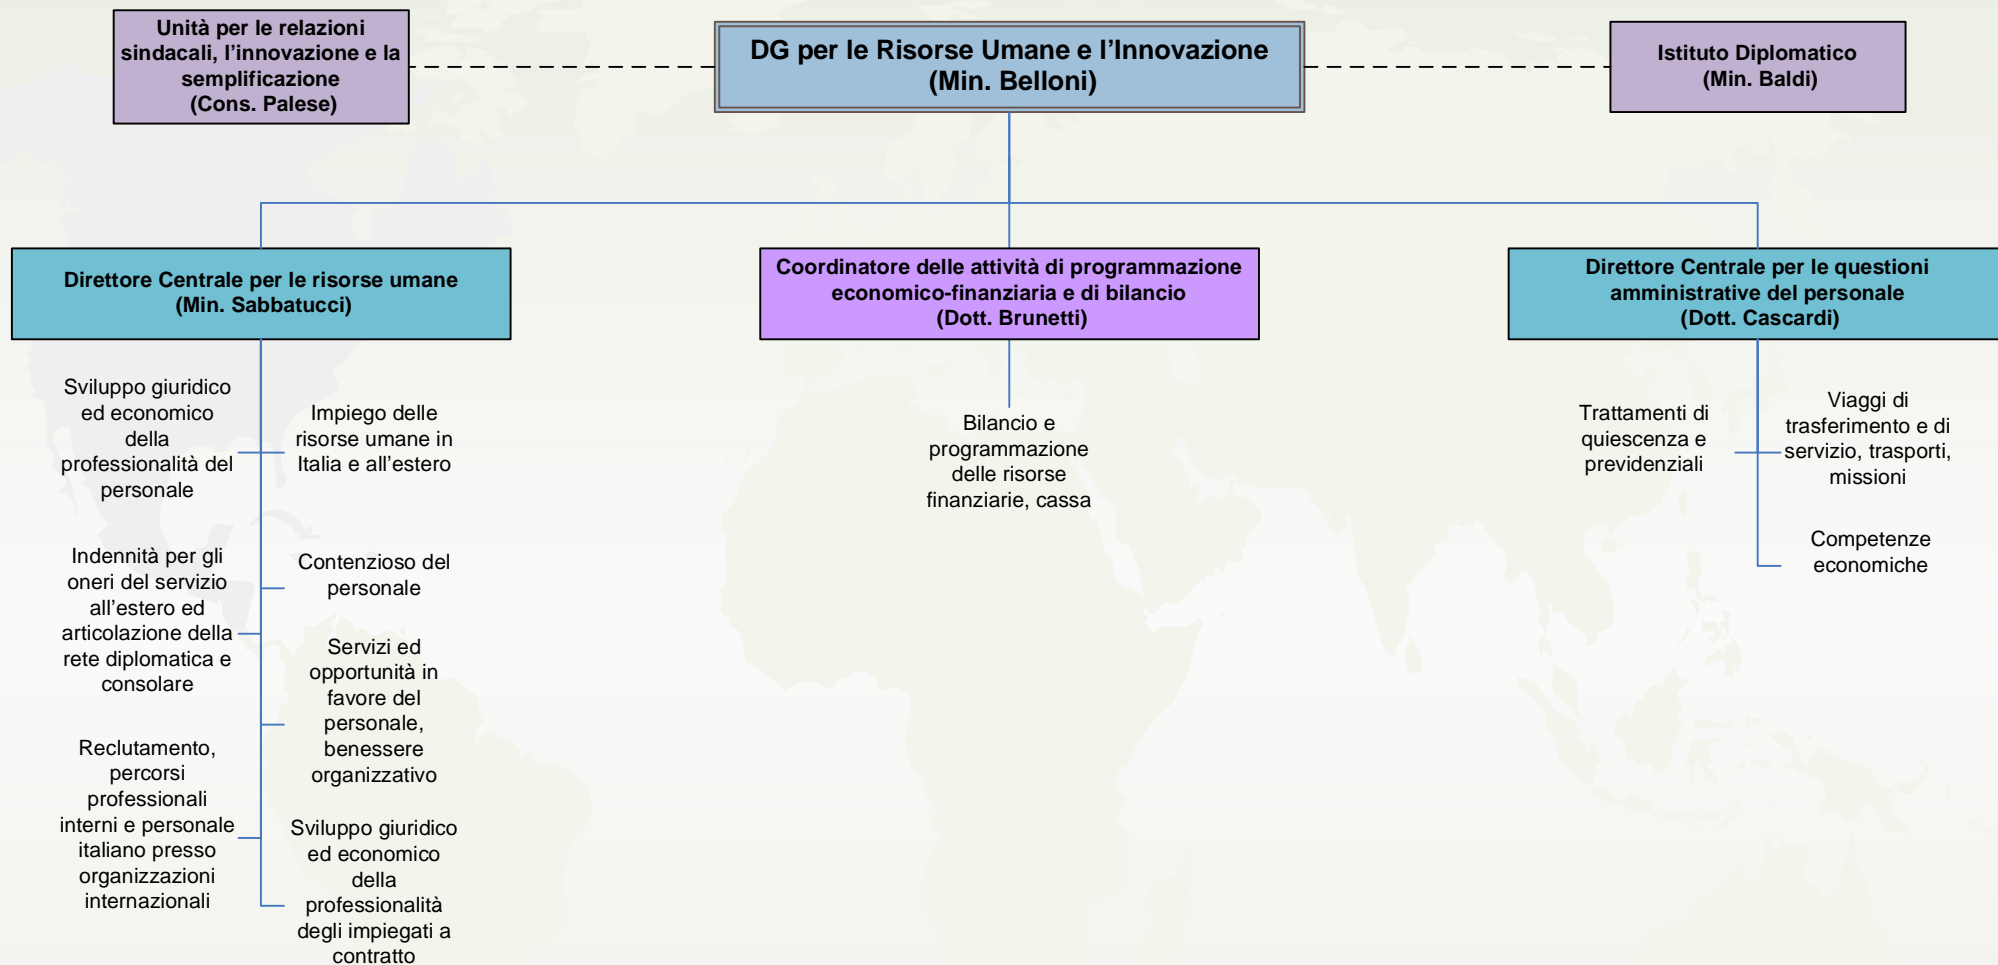 Unità per le relazioni
sindacali, l’innovazione e la
semplificazione
(Cons. Palese)
DG per le Risorse Umane e l’Innovazione
(Min. Belloni)
Istituto Diplomatico
(Min. Baldi)
Direttore Centrale per le risorse umane
(Min. Sabbatucci)
Coordinatore delle attività di programmazione
economico-finanziaria e di bilancio
(Dott. Brunetti)
Direttore Centrale per le questioni
amministrative del personale
(Dott. Cascardi)
Sviluppo giuridico
ed economico
della
professionalità del
personale
Impiego delle
risorse umane in
Italia e all’estero
Indennità per gli
oneri del servizio
all’estero ed
articolazione della
rete diplomatica e
consolare
Contenzioso del
personale
Servizi ed
opportunità in
favore del
personale,
benessere
organizzativo
Reclutamento,
percorsi
professionali
interni e personale
italiano presso
organizzazioni
internazionali
Sviluppo giuridico
ed economico
della
professionalità
degli impiegati a
contratto
Bilancio e
programmazione
delle risorse
finanziarie, cassa
Trattamenti di
quiescenza e
previdenziali
Viaggi di
trasferimento e di
servizio, trasporti,
missioni
Competenze
economiche